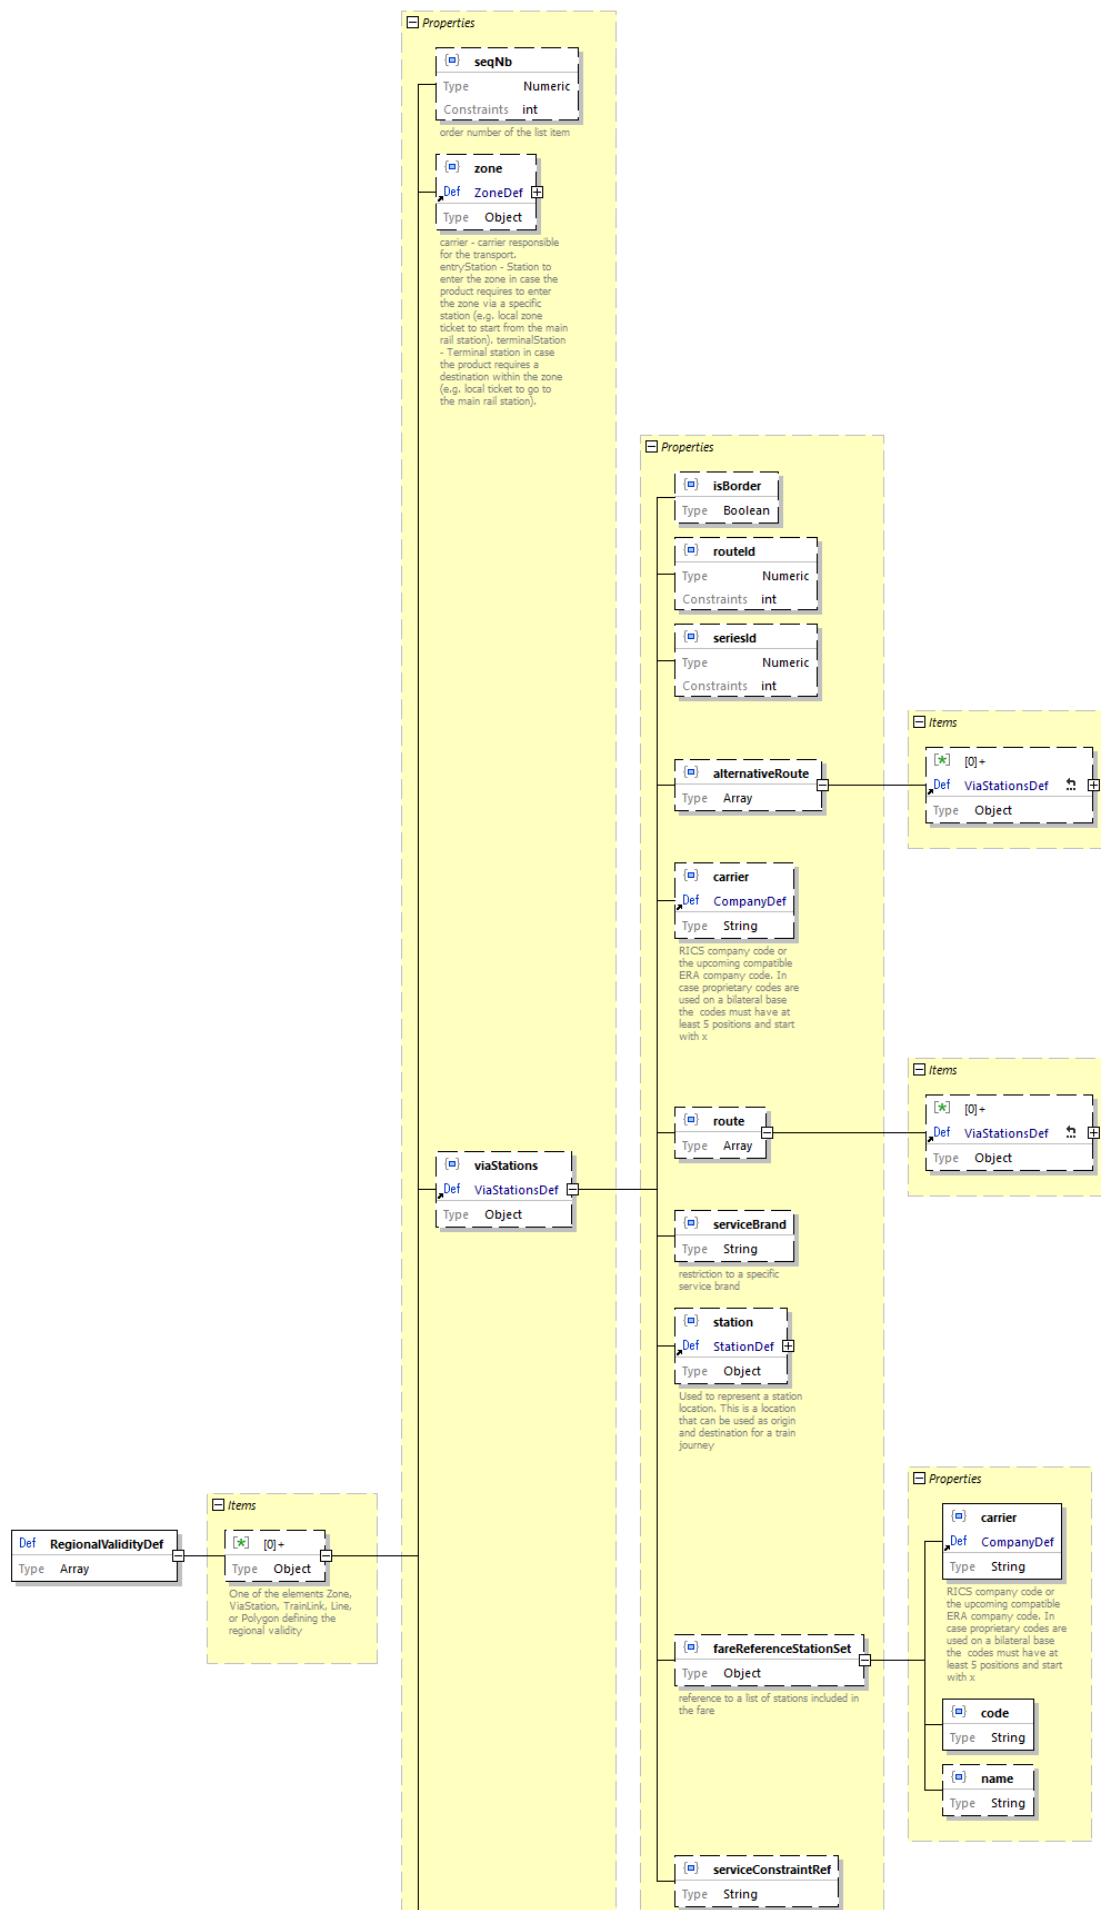 Properties
seqNb
Type Numeric
Constraints int
order number of the list item
zone
Def ZoneDef
Type Object
carrier - carrier responsible
for the transport.
entryStation - Station to
enter the zone in case the
product requires to enter
the zone via a specific
station (e.g. local zone
ticket to start from the main
rail station). terminalStation
- Terminal station in case
the product requires a
destination within the zone
(e.g. local ticket to go to
the main rail station).
Properties
isBorder
Type Boolean
routeId
Type Numeric
Constraints int
seriesId
Type Numeric
Constraints int
Items
alternativeRoute
Type Array
[0]+
Def ViaStationsDef
Type Object
carrier
Def CompanyDef
Type String
RICS company code or
the upcoming compatible
ERA company code. In
case proprietary codes are
used on a bilateral base
the codes must have at
least 5 positions and start
with x
Items
route
Type Array
[0]+
Def ViaStationsDef
Type Object
viaStations
Def ViaStationsDef
Type Object
serviceBrand
Type String
restriction to a specific
service brand
station
Def StationDef
Type Object
Used to represent a station
location. This is a location
that can be used as origin
and destination for a train
journey
Items
Def RegionalValidityDef
Type Array
[0]+
Type Object
One of the elements Zone,
ViaStation, TrainLink, Line,
or Polygon defining the
regional validity
Properties
carrier
Def CompanyDef
Type String
RICS company code or
the upcoming compatible
ERA company code. In
case proprietary codes are
used on a bilateral base
the codes must have at
least 5 positions and start
with x
fareReferenceStationSet
Type Object
reference to a list of stations included in
the fare
code
Type String
name
Type String
serviceConstraintRef
Type String